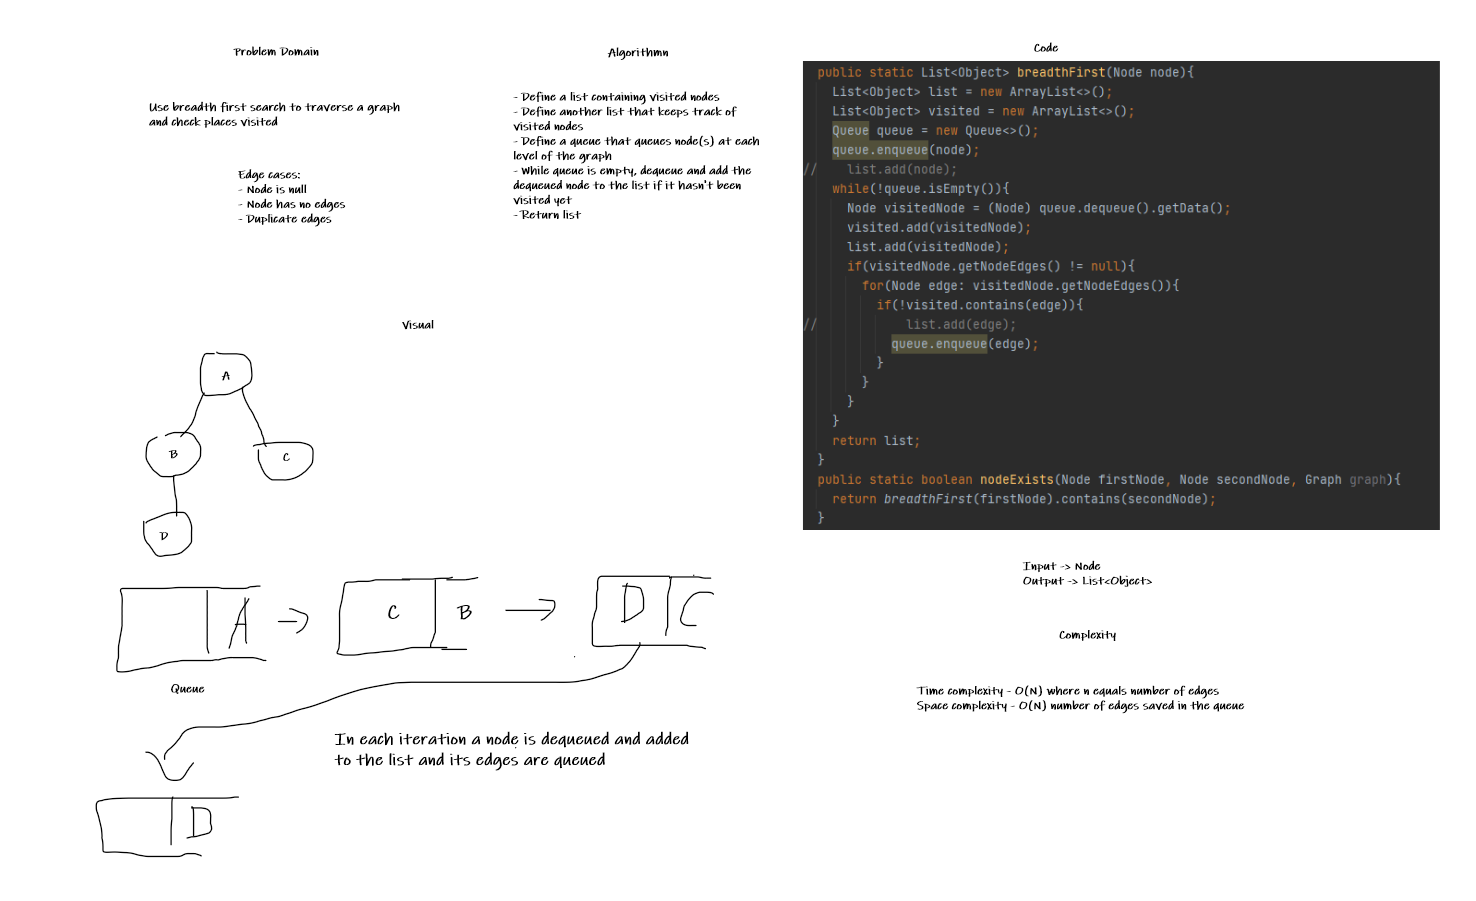 Problem Domain
Use breadth first search to traverse a graph
and check places visited
Edge cases:
- Node is null
- Node has no edges
- Duplicate edges
Algorithmn
- Define a list containing visited nodes
- Define another list that keeps track of
visited nodes
- Define a queue that queues node(s) at each
level of the graph
- While queue is empty, dequeue and add the
dequeued node to the list if it hasn't been
visited yet
- Return list
Code
public static List<Object> breadthFirst(Node node){
List<Object> list = new ArrayList<>();
List<Object> visited = new ArrayList<>();
Queue queue = new Queue<>();
queue.enqueue(node);
// list.add(node);
while(!queue.isEmpty()){
Node visitedNode = (Node) queue.dequeue().getData();
visited.add(visitedNode);
list.add(visitedNode);
if(visitedNode.getNodeEdges() != null){
for(Node edge: visitedNode.getNodeEdges()){
if(!visited.contains(edge)){
// list.add(edge);
queue.enqueue(edge);
}
}
}
}
return list;
}
public static boolean nodeExists(Node firstNode, Node secondNode, Graph graph){
return breadthFirst(firstNode).contains(secondNode);
}
Input -> Node
Output -> List<Object>
Complexity
Time complexity - O(N) where n equals number of edges
Space complexity - O(N) number of edges saved in the queue
Visual
A
B
C
D
A
C B
D C
Queue
In each iteration a node is dequeued and added
to the list and its edges are queued
D